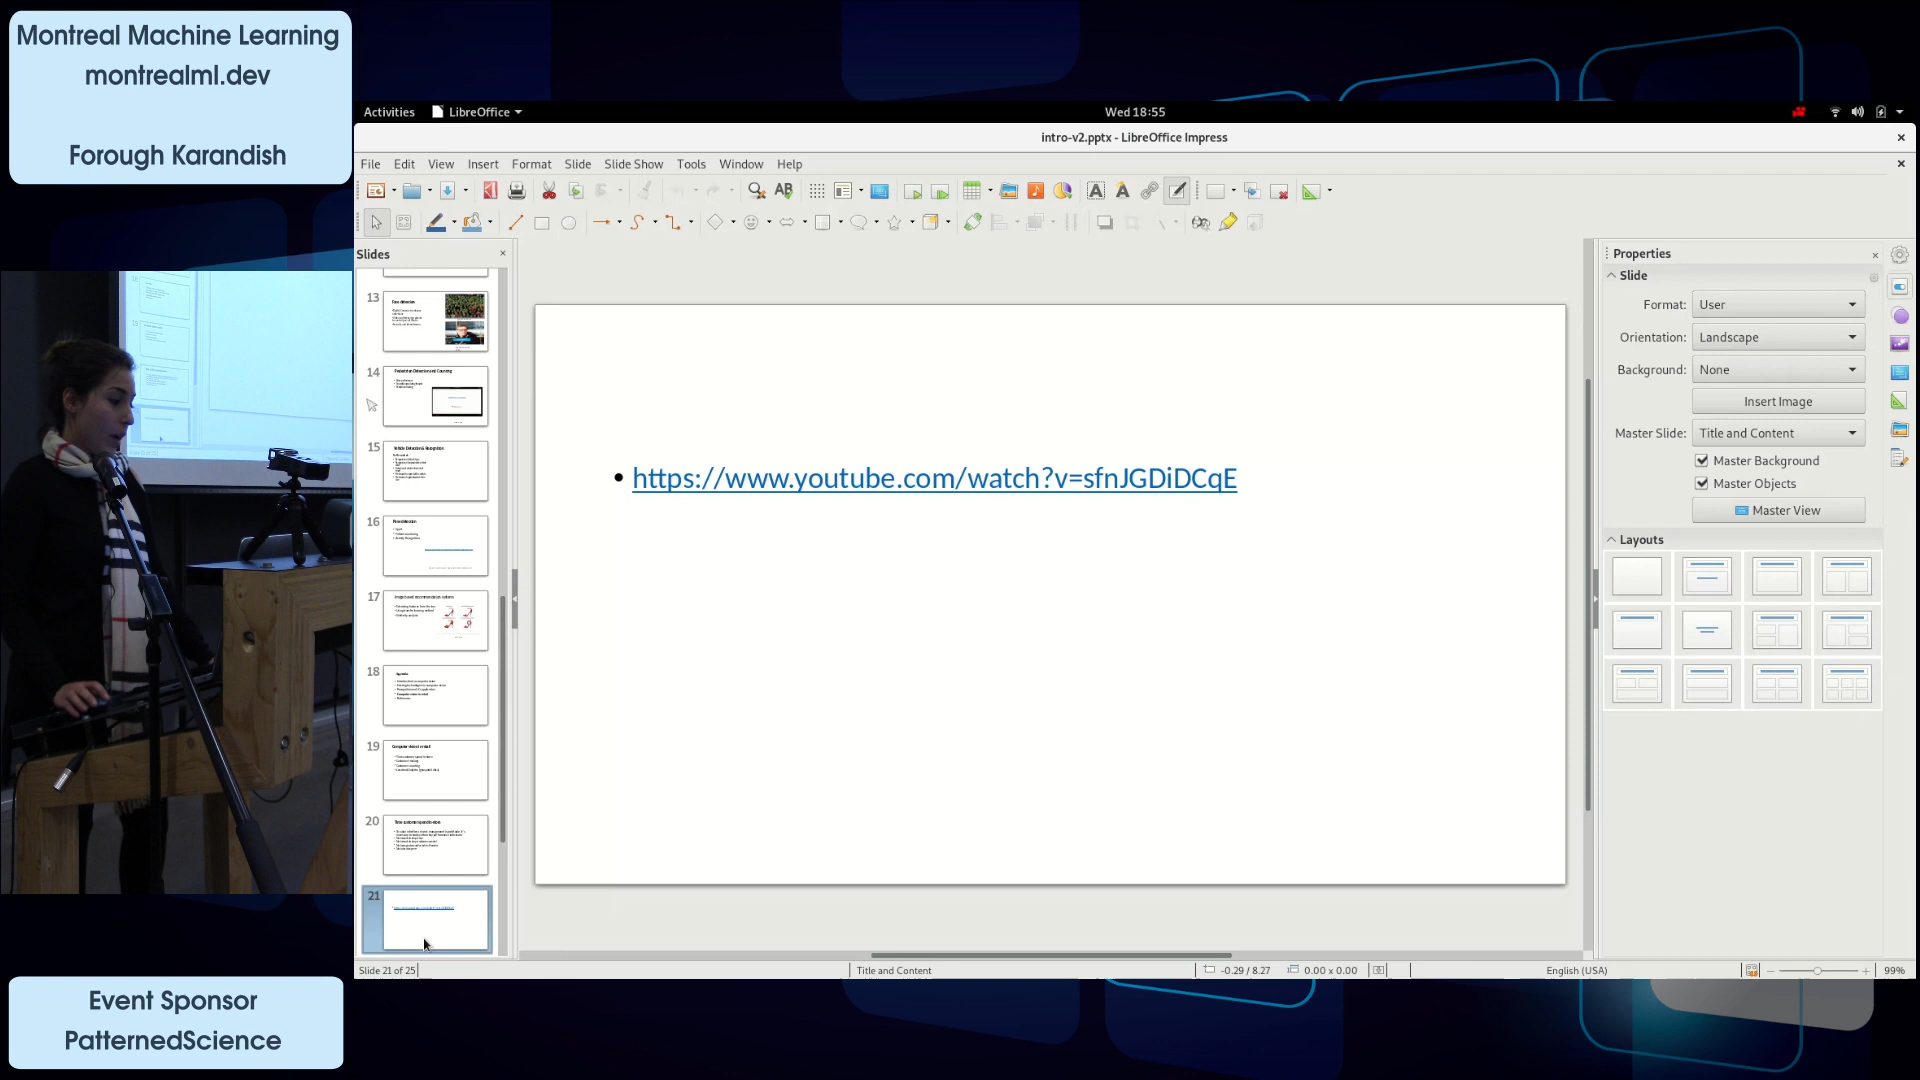 Montreal Machine Learning
montrealml.dev
Forough Karandish
Activities
LibreOffice
Wed 18:55
intro-v2.pptx - LibreOffice Impress
File Edit View Insert Format Slide Slide Show Tools Window Help
Slides
13
14
15
16
17
18
19
20
21
• https://www.youtube.com/watch?v=sfnJGDiDCqE
Properties
Slide
Format: User
Orientation: Landscape
Background: None
Insert Image
Master Slide: Title and Content
Master Background
Master Objects
Master View
Layouts
Slide 21 of 25
Title and Content
-0.29 / 8.27
0.00 x 0.00
English (USA)
99%
Event Sponsor
PatternedScience